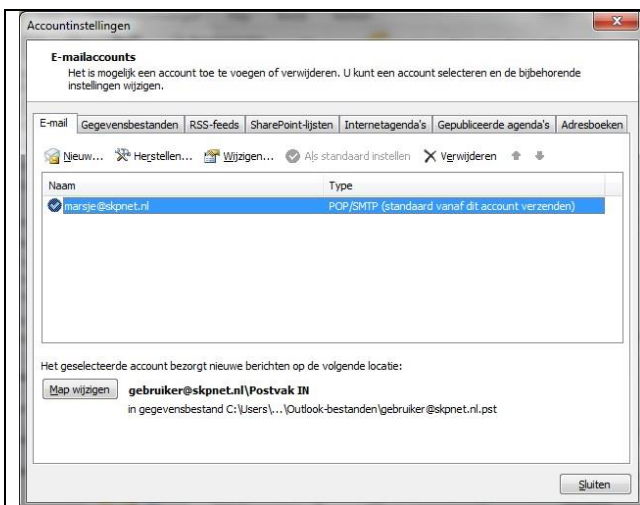 Accountinstellingen
E-mailaccounts
Het is mogelijk een account toe te voegen of verwijderen. U kunt een account selecteren en de bijbehorende
instellingen wijzigen.
E-mail Gegevensbestanden RSS-feeds SharePoint-lijsten Internetagenda's Gepubliceerde agenda's Adresboeken
Nieuw... Herstellen... Wijzigen... Als standaard instellen Verwijderen
Naam Type
marsje@skpnet.nl POP/SMTP (standaard vanaf dit account verzenden)
Het geselecteerde account bezorgt nieuwe berichten op de volgende locatie:
Map wijzigen gebruiker@skpnet.nl\Postvak IN
in gegevensbestand C:\Users\...\Outlook-bestanden\gebruiker@skpnet.nl.pst
Sluiten